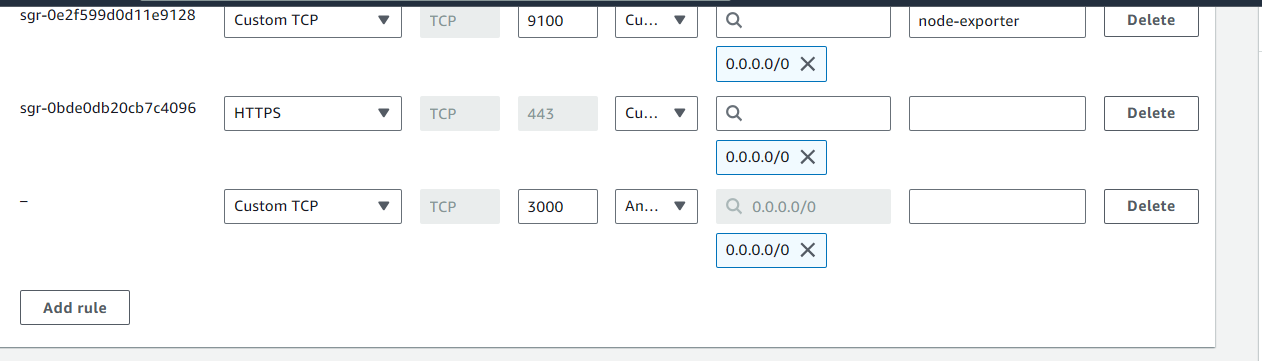 sgr-0e2f599d0d11e9128 Custom TCP TCP 9100 Cu... node-exporter Delete
0.0.0.0/0
sgr-0bde0db20cb7c4096 HTTPS TCP 443 Cu... Delete
0.0.0.0/0
– Custom TCP TCP 3000 An... 0.0.0.0/0 Delete
0.0.0.0/0
Add rule